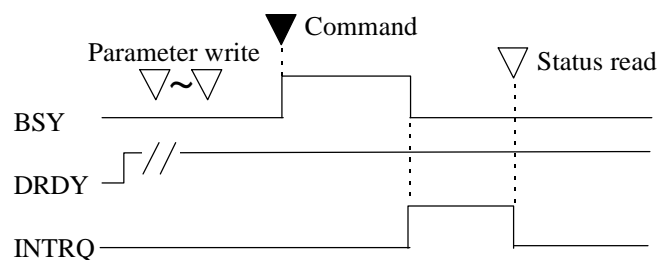 Command
Parameter write
Status read
BSY
DRDY
INTRQ